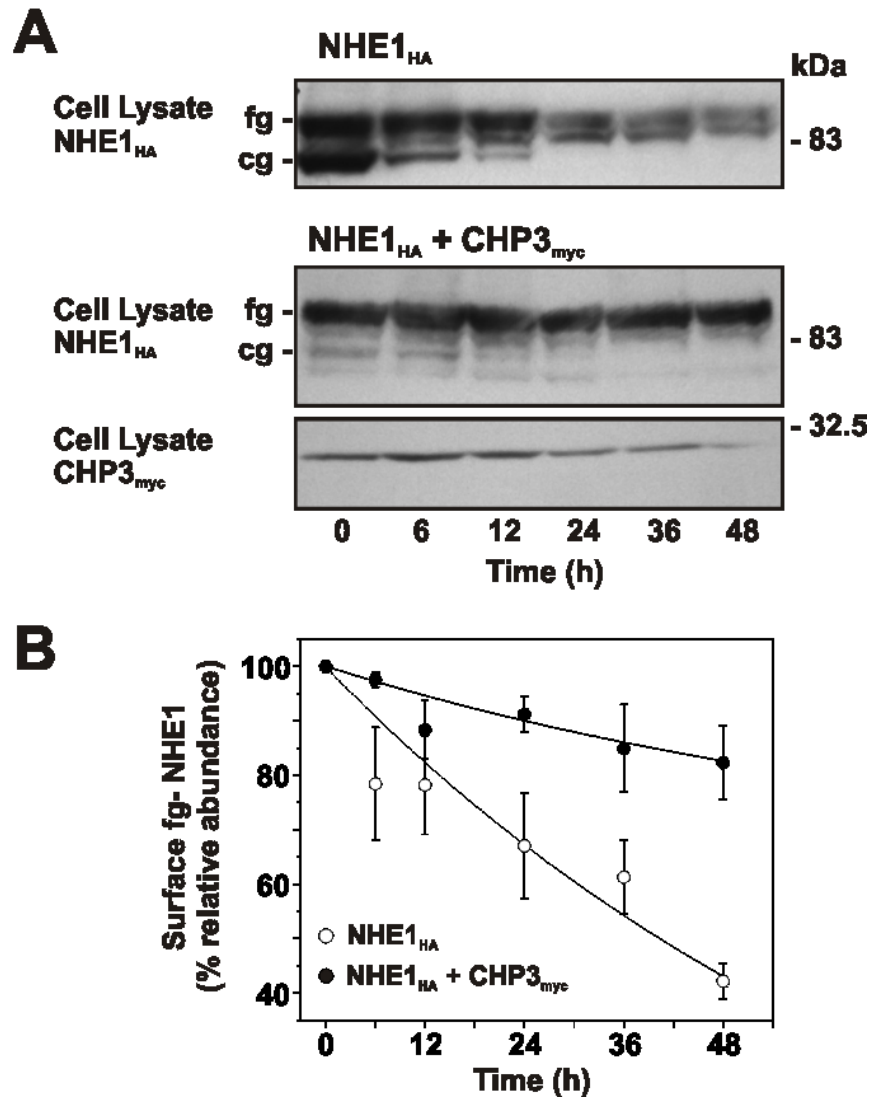 A
NHE1HA
kDa
Cell Lysate
NHE1HA
fg -
cg -
- 83
NHE1HA + CHP3myc
Cell Lysate
NHE1HA
fg -
cg -
- 83
Cell Lysate
CHP3myc
- 32.5
0 6 12 24 36 48
Time (h)
B
Surface fg- NHE1
(% relative abundance)
100
80
60
40
NHE1HA
NHE1HA + CHP3myc
0 12 24 36 48
Time (h)